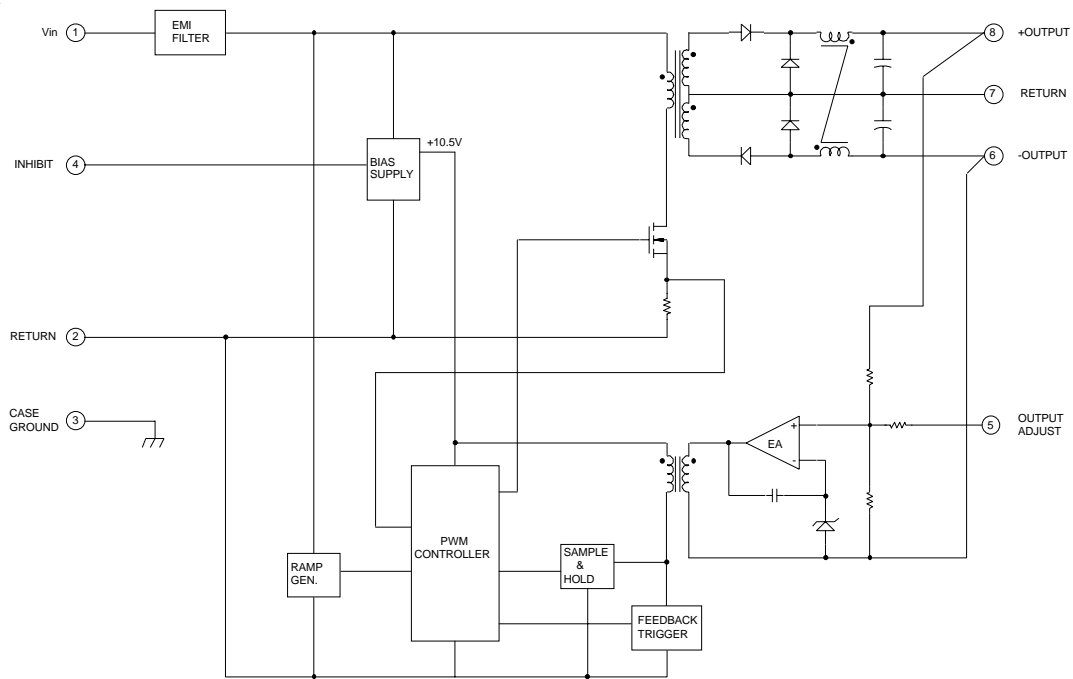 Vin 1
EMI
FILTER
8 +OUTPUT
7 RETURN
+10.5V
INHIBIT 4
BIAS
SUPPLY
6 -OUTPUT
RETURN 2
CASE
GROUND
3
+
EA
-
5
OUTPUT
ADJUST
PWM
CONTROLLER
RAMP
GEN.
SAMPLE
&
HOLD
FEEDBACK
TRIGGER